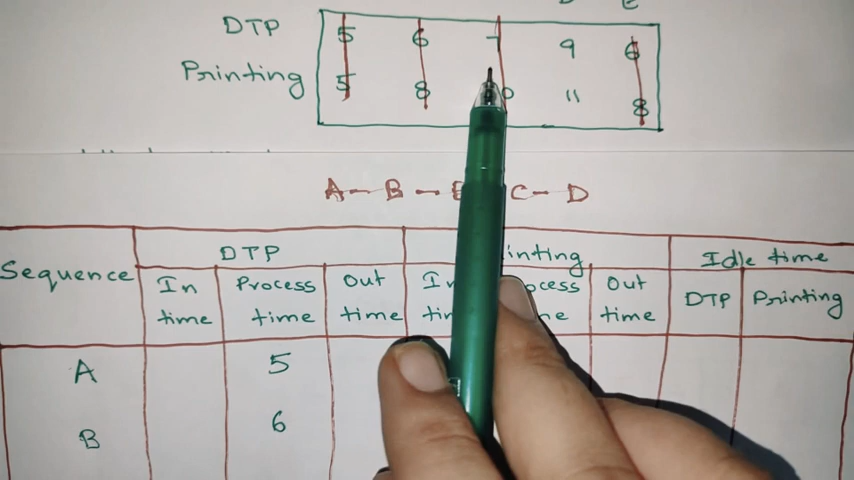 DTP 5 6 7 9 6
Printing 5 8 11 8
A - B - C - D
Sequence DTP Idle time
In time Process time Out time Out time DTP Printing
A 5
B 6